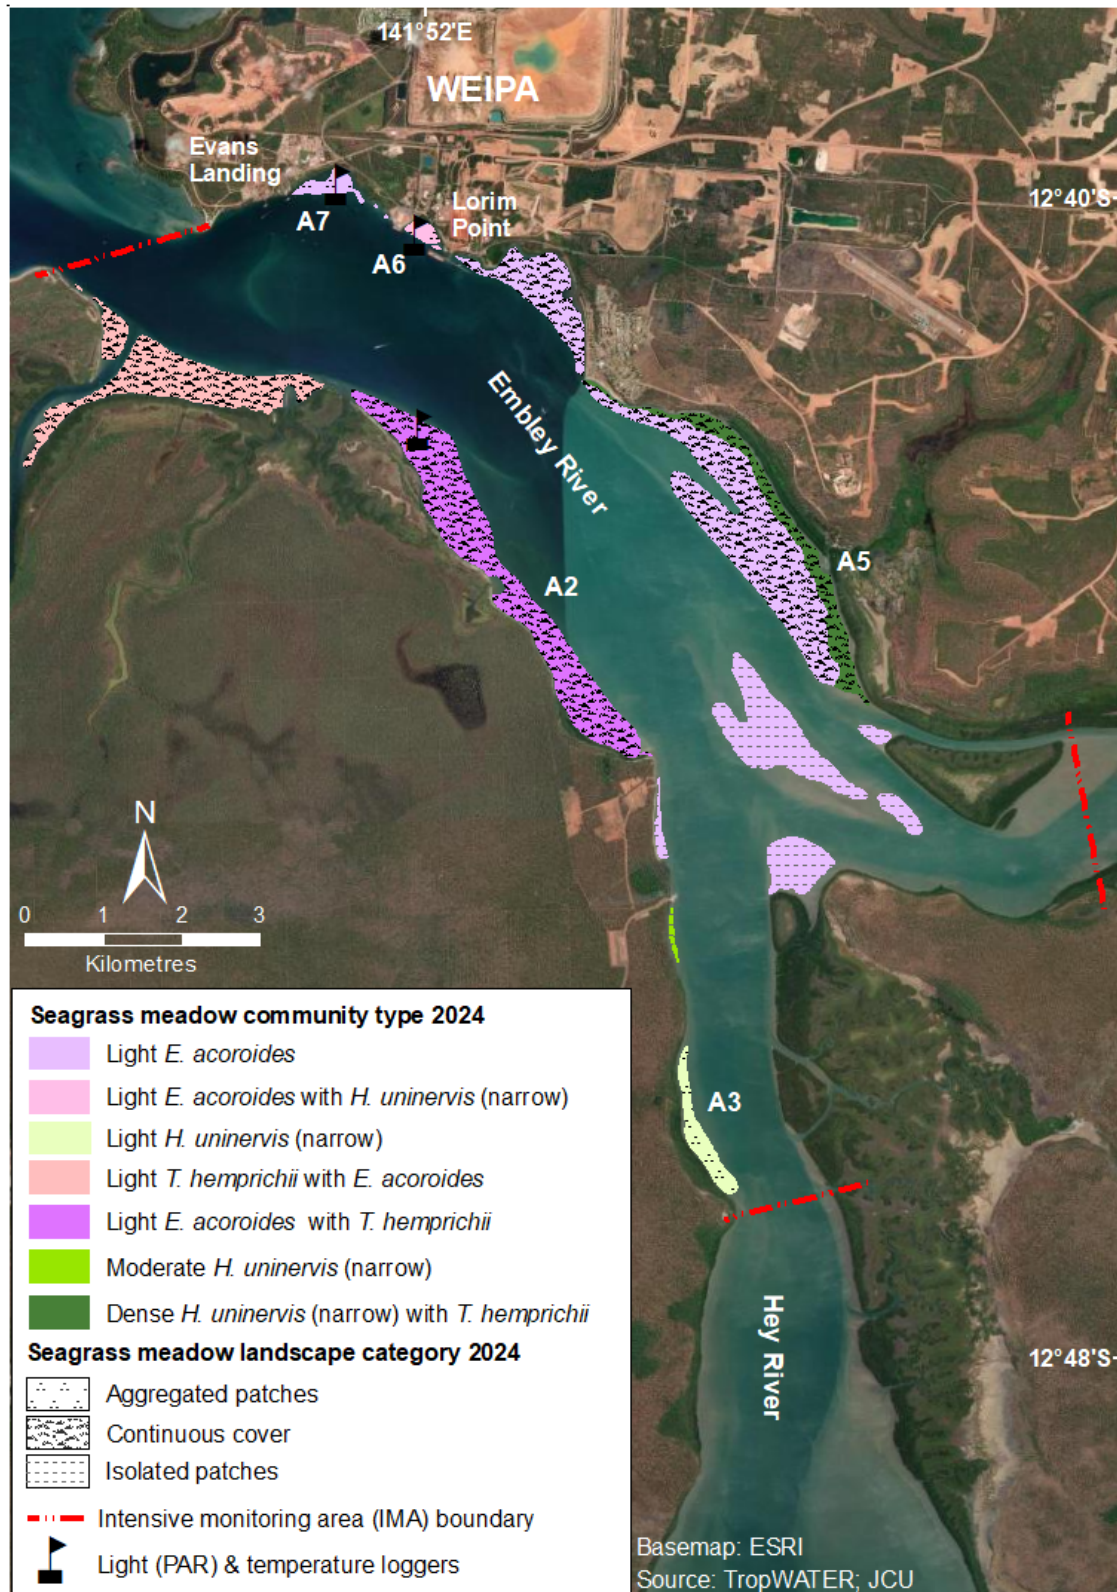 141°52'E
WEIPA
Evans
Landing
12°40'S
Lorim
Point
A7
A6
Embley River
A5
A2
N
0 1 2 3
Kilometres
A3
Seagrass meadow community type 2024
Light E. acoroides
Light E. acoroides with H. uninervis (narrow)
Light H. uninervis (narrow)
Light T. hemprichii with E. acoroides
Light E. acoroides with T. hemprichii
Moderate H. uninervis (narrow)
Dense H. uninervis (narrow) with T. hemprichii
Seagrass meadow landscape category 2024
Aggregated patches
Continuous cover
Isolated patches
Intensive monitoring area (IMA) boundary
Light (PAR) & temperature loggers
Hey River
12°48'S
Basemap: ESRI
Source: TropWATER; JCU